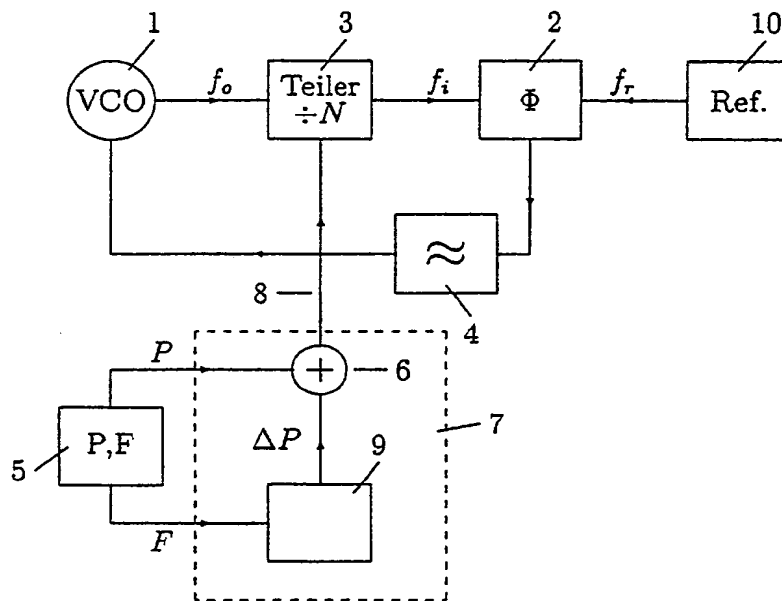 1
3
2
10
VCO
f_o
Teiler
÷N
f_i
Φ
f_r
Ref.
≈
8
4
P
+
6
7
5
P,F
ΔP
9
F